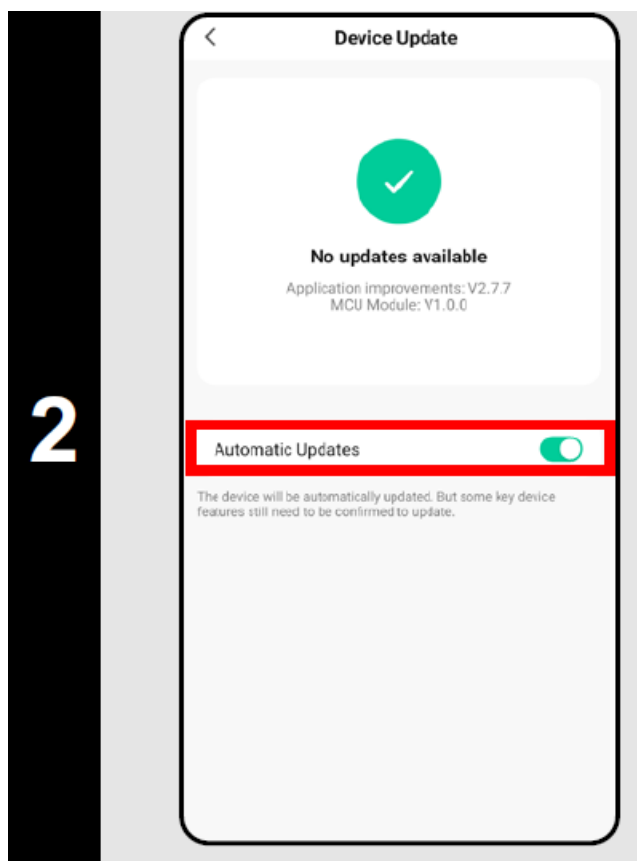 Device Update
No updates available
Application improvements: V2.7.7
MCU Module: V1.0.0
2
Automatic Updates
The device will be automatically updated. But some key device
features still need to be confirmed to update.